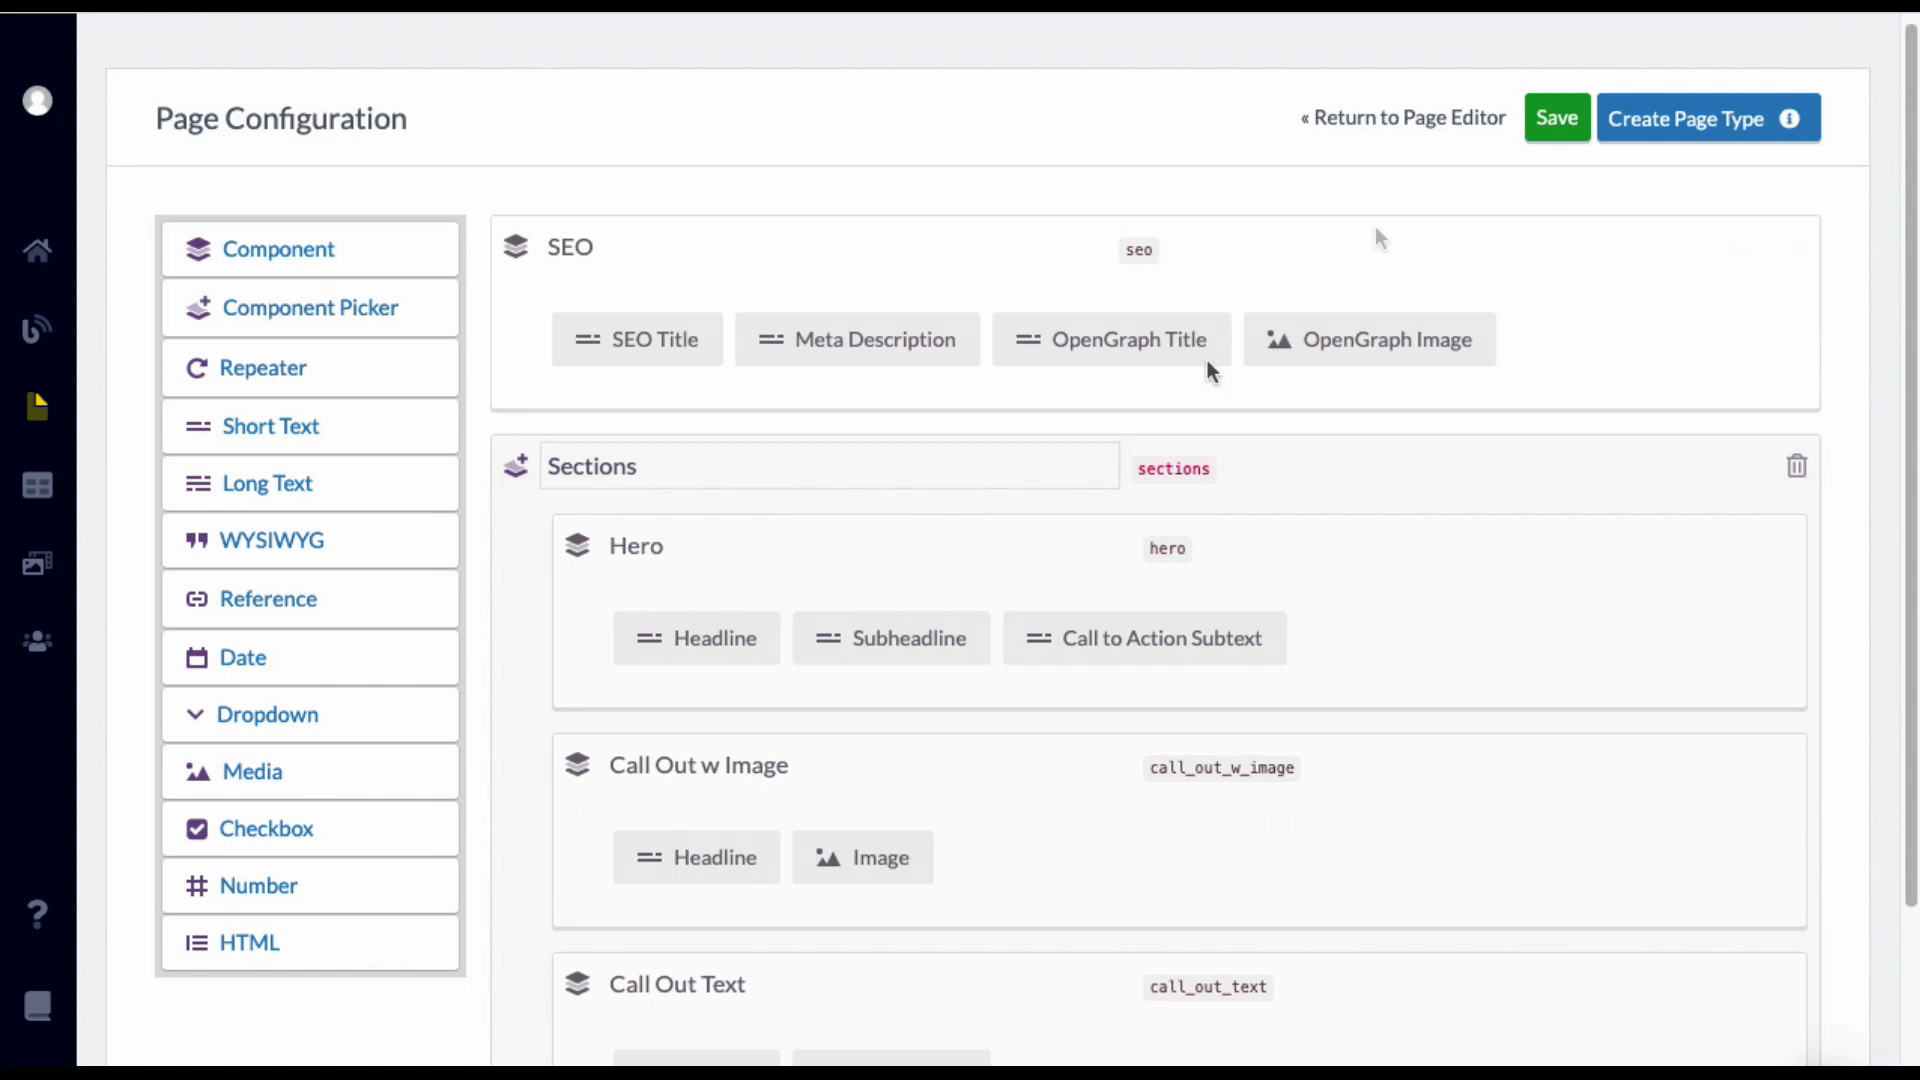 Page Configuration
« Return to Page Editor
Save
Create Page Type
Component
Component Picker
Repeater
Short Text
Long Text
WYSIWYG
Reference
Date
Dropdown
Media
Checkbox
Number
HTML
SEO
seo
SEO Title
Meta Description
OpenGraph Title
OpenGraph Image
Sections
sections
Hero
hero
Headline
Subheadline
Call to Action Subtext
Call Out w Image
call_out_w_image
Headline
Image
Call Out Text
call_out_text